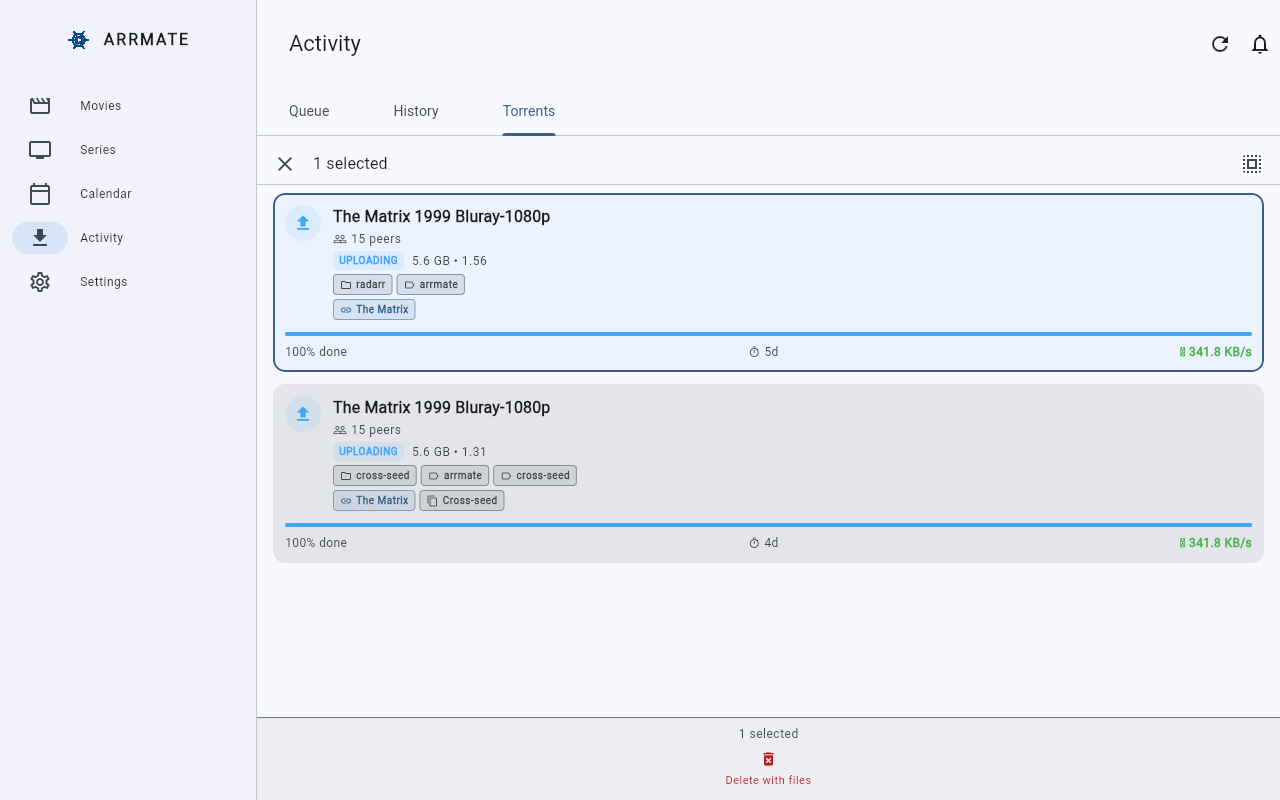 ARRMATE
Movies
Series
Calendar
Activity
Settings
Activity
Queue History Torrents
1 selected
The Matrix 1999 Bluray-1080p
15 peers
UPLOADING 5.6 GB • 1.56
radarr arrmate
The Matrix
100% done 5d 341.8 KB/s
The Matrix 1999 Bluray-1080p
15 peers
UPLOADING 5.6 GB • 1.31
cross-seed arrmate cross-seed
The Matrix Cross-seed
100% done 4d 341.8 KB/s
1 selected
Delete with files